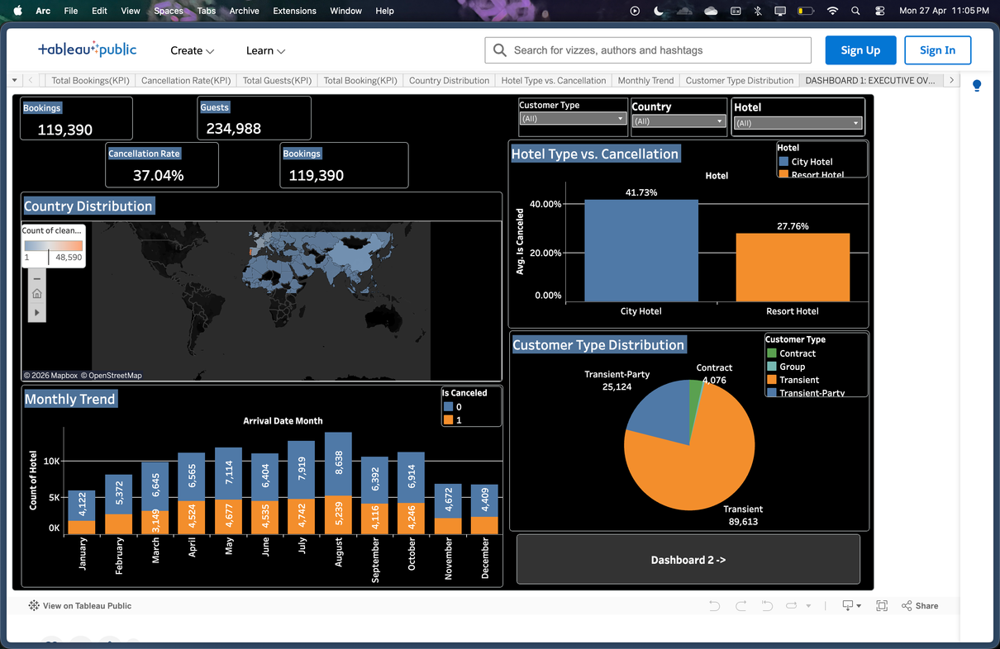 Arc File Edit View Spaces Tabs Archive Extensions Window Help Mon 27 Apr 11:05 PM
+ableau+public Create Learn Search for vizzes, authors and hashtags Sign Up Sign In
Total Bookings(KPI) Cancellation Rate(KPI) Total Guests(KPI) Total Booking(KPI) Country Distribution Hotel Type vs. Cancellation Monthly Trend Customer Type Distribution DASHBOARD 1: EXECUTIVE OV...
Bookings
119,390
Guests
234,988
Cancellation Rate
37.04%
Bookings
119,390
Customer Type
(All)
Country
(All)
Hotel
(All)
Country Distribution
Count of clean...
1 48,590
© 2026 Mapbox © OpenStreetMap
Hotel Type vs. Cancellation
Hotel
City Hotel
Resort Hotel
Hotel
Avg. Is Canceled
40.00%
20.00%
0.00%
41.73%
27.76%
City Hotel Resort Hotel
Monthly Trend
Is Canceled
0
1
Arrival Date Month
Count of Hotel
10K
5K
0K
4,122
5,372
6,645
3,149
6,565
4,524
7,114
4,677
6,404
4,535
7,919
4,742
8,638
5,239
6,392
4,116
6,914
4,246
4,672
4,409
January February March April May June July August September October November December
Customer Type Distribution
Customer Type
Contract
Group
Transient
Transient-Party
Transient-Party
25,124
Contract
4,076
Transient
89,613
Dashboard 2 ->
View on Tableau Public Share